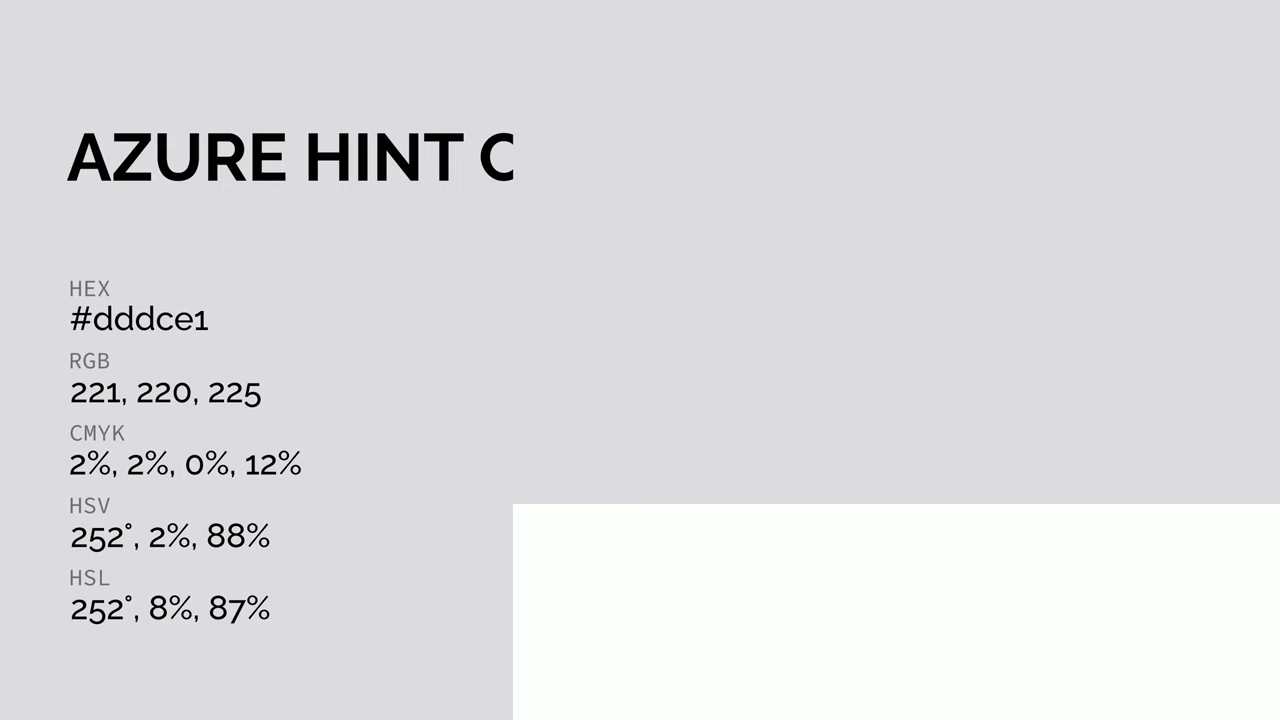 AZURE HINT C
HEX
#dddce1
RGB
221, 220, 225
CMYK
2%, 2%, 0%, 12%
HSV
252°, 2%, 88%
HSL
252°, 8%, 87%